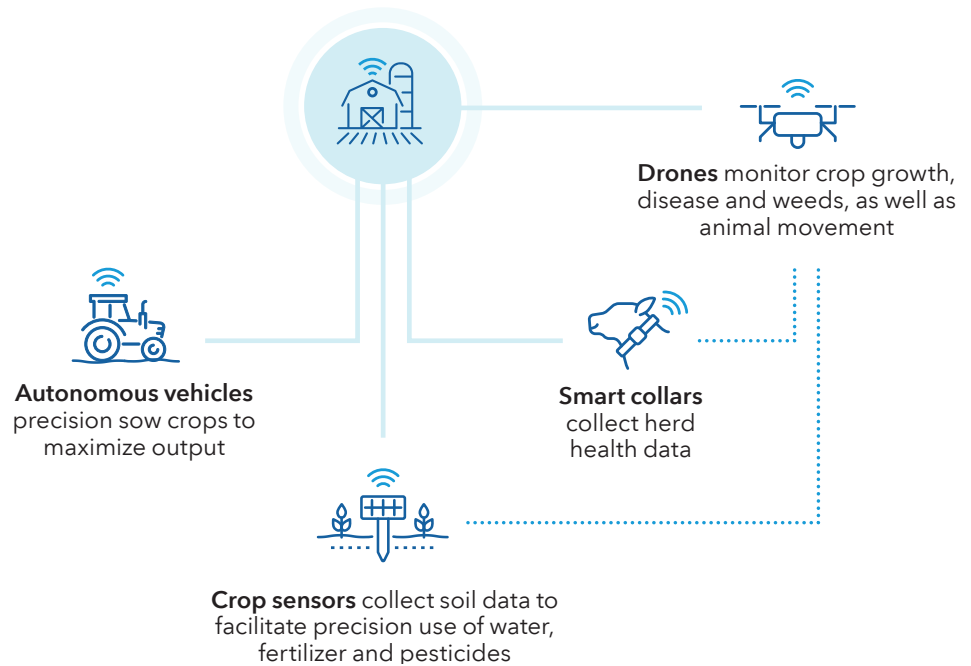 Drones monitor crop growth,
disease and weeds, as well as
animal movement
Autonomous vehicles
precision sow crops to
maximize output
Smart collars
collect herd
health data
Crop sensors collect soil data to
facilitate precision use of water,
fertilizer and pesticides